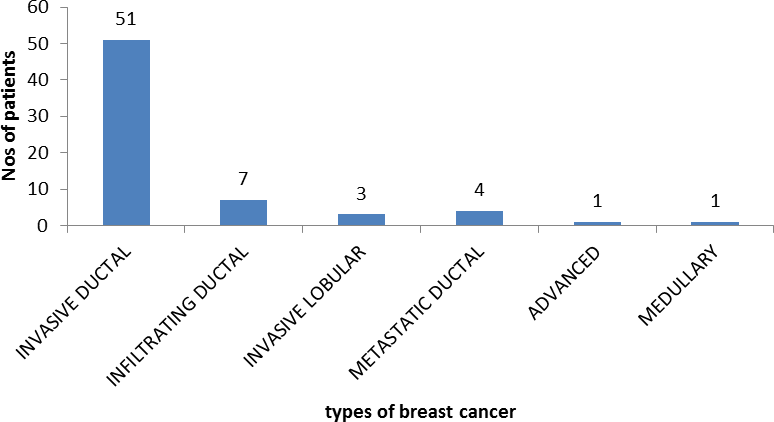 Nos of patients
60
50
40
30
20
10
0
51
7
3
4
1
1
INVASIVE DUCTAL
INFILTRATING DUCTAL
INVASIVE LOBULAR
METASTATIC DUCTAL
ADVANCED
MEDULLARY
types of breast cancer